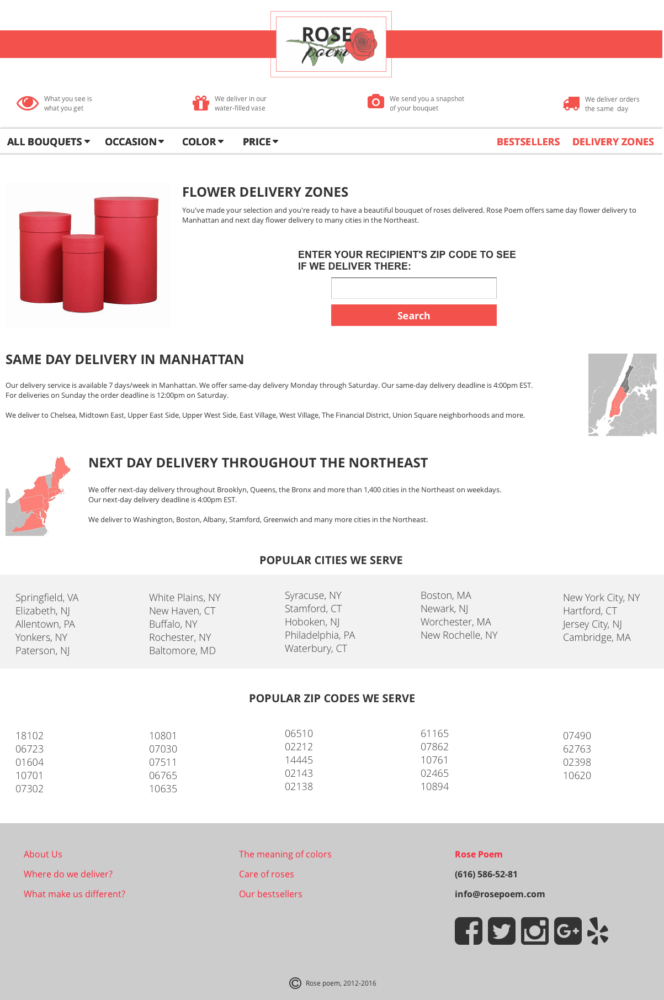 ROSE
poem
What you see is
what you get
We deliver in our
water-filled vase
We send you a snapshot
of your bouquet
We deliver orders
the same day
ALL BOUQUETS
OCCASION
COLOR
PRICE
BESTSELLERS
DELIVERY ZONES
FLOWER DELIVERY ZONES
You've made your selection and you're ready to have a beautiful bouquet of roses delivered. Rose Poem offers same day flower delivery to
Manhattan and next day flower delivery to many cities in the Northeast.
ENTER YOUR RECIPIENT'S ZIP CODE TO SEE
IF WE DELIVER THERE:
Search
SAME DAY DELIVERY IN MANHATTAN
Our delivery service is available 7 days/week in Manhattan. We offer same-day delivery Monday through Saturday. Our same-day delivery deadline is 4:00pm EST.
For deliveries on Sunday the order deadline is 12:00pm on Saturday.
We deliver to Chelsea, Midtown East, Upper East Side, Upper West Side, East Village, West Village, The Financial District, Union Square neighborhoods and more.
NEXT DAY DELIVERY THROUGHOUT THE NORTHEAST
We offer next-day delivery throughout Brooklyn, Queens, the Bronx and more than 1,400 cities in the Northeast on weekdays.
Our next-day delivery deadline is 4:00pm EST.
We deliver to Washington, Boston, Albany, Stamford, Greenwich and many more cities in the Northeast.
POPULAR CITIES WE SERVE
Springfield, VA
Elizabeth, NJ
Allentown, PA
Yonkers, NY
Paterson, NJ
White Plains, NY
New Haven, CT
Buffalo, NY
Rochester, NY
Baltomore, MD
Syracuse, NY
Stamford, CT
Hoboken, NJ
Philadelphia, PA
Waterbury, CT
Boston, MA
Newark, NJ
Worchester, MA
New Rochelle, NY
New York City, NY
Hartford, CT
Jersey City, NJ
Cambridge, MA
POPULAR ZIP CODES WE SERVE
18102
06723
01604
10701
07302
10801
07030
07511
06765
10635
06510
02212
14445
02143
02138
61165
07862
10761
02465
10894
07490
62763
02398
10620
About Us
Where do we deliver?
What make us different?
The meaning of colors
Care of roses
Our bestsellers
Rose Poem
(616) 586-52-81
info@rosepoem.com
© Rose poem, 2012-2016